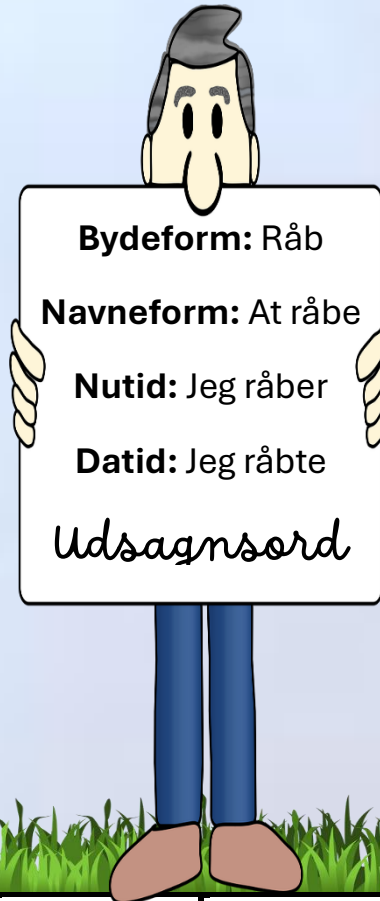 Bydeform: Råb
Navneform: At råbe
Nutid: Jeg råber
Datid: Jeg råbte
Udsagnsord